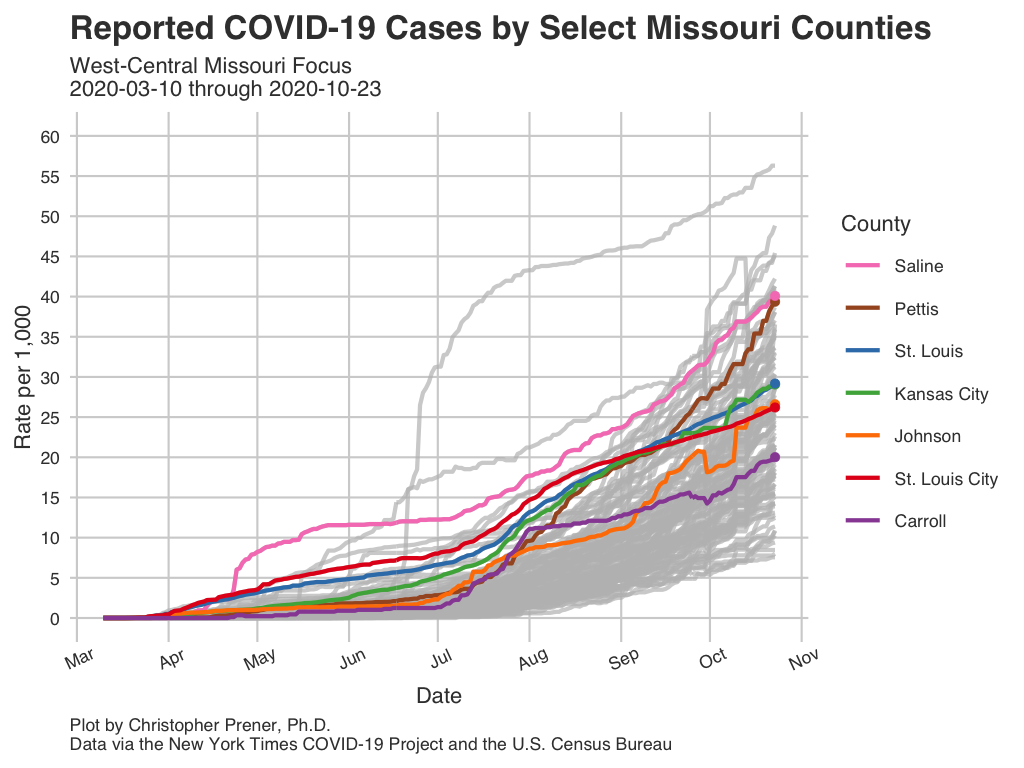 Reported COVID-19 Cases by Select Missouri Counties
West-Central Missouri Focus
2020-03-10 through 2020-10-23
60
55
50
45
40
35
30
25
20
15
10
5
0
Rate per 1,000
Mar
Apr
May
Jun
Jul
Aug
Sep
Oct
Nov
Date
County
Saline
Pettis
St. Louis
Kansas City
Johnson
St. Louis City
Carroll
Plot by Christopher Prener, Ph.D.
Data via the New York Times COVID-19 Project and the U.S. Census Bureau